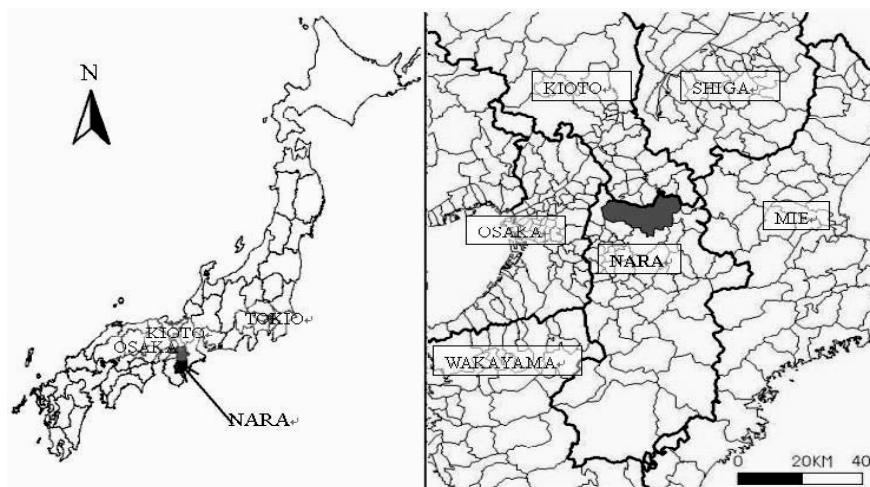 N
TOKIO
KIOTO
OSAKA
NARA
KIOTO
SHIGA
OSAKA
MIE
NARA
WAKAYAMA
0 20KM 40